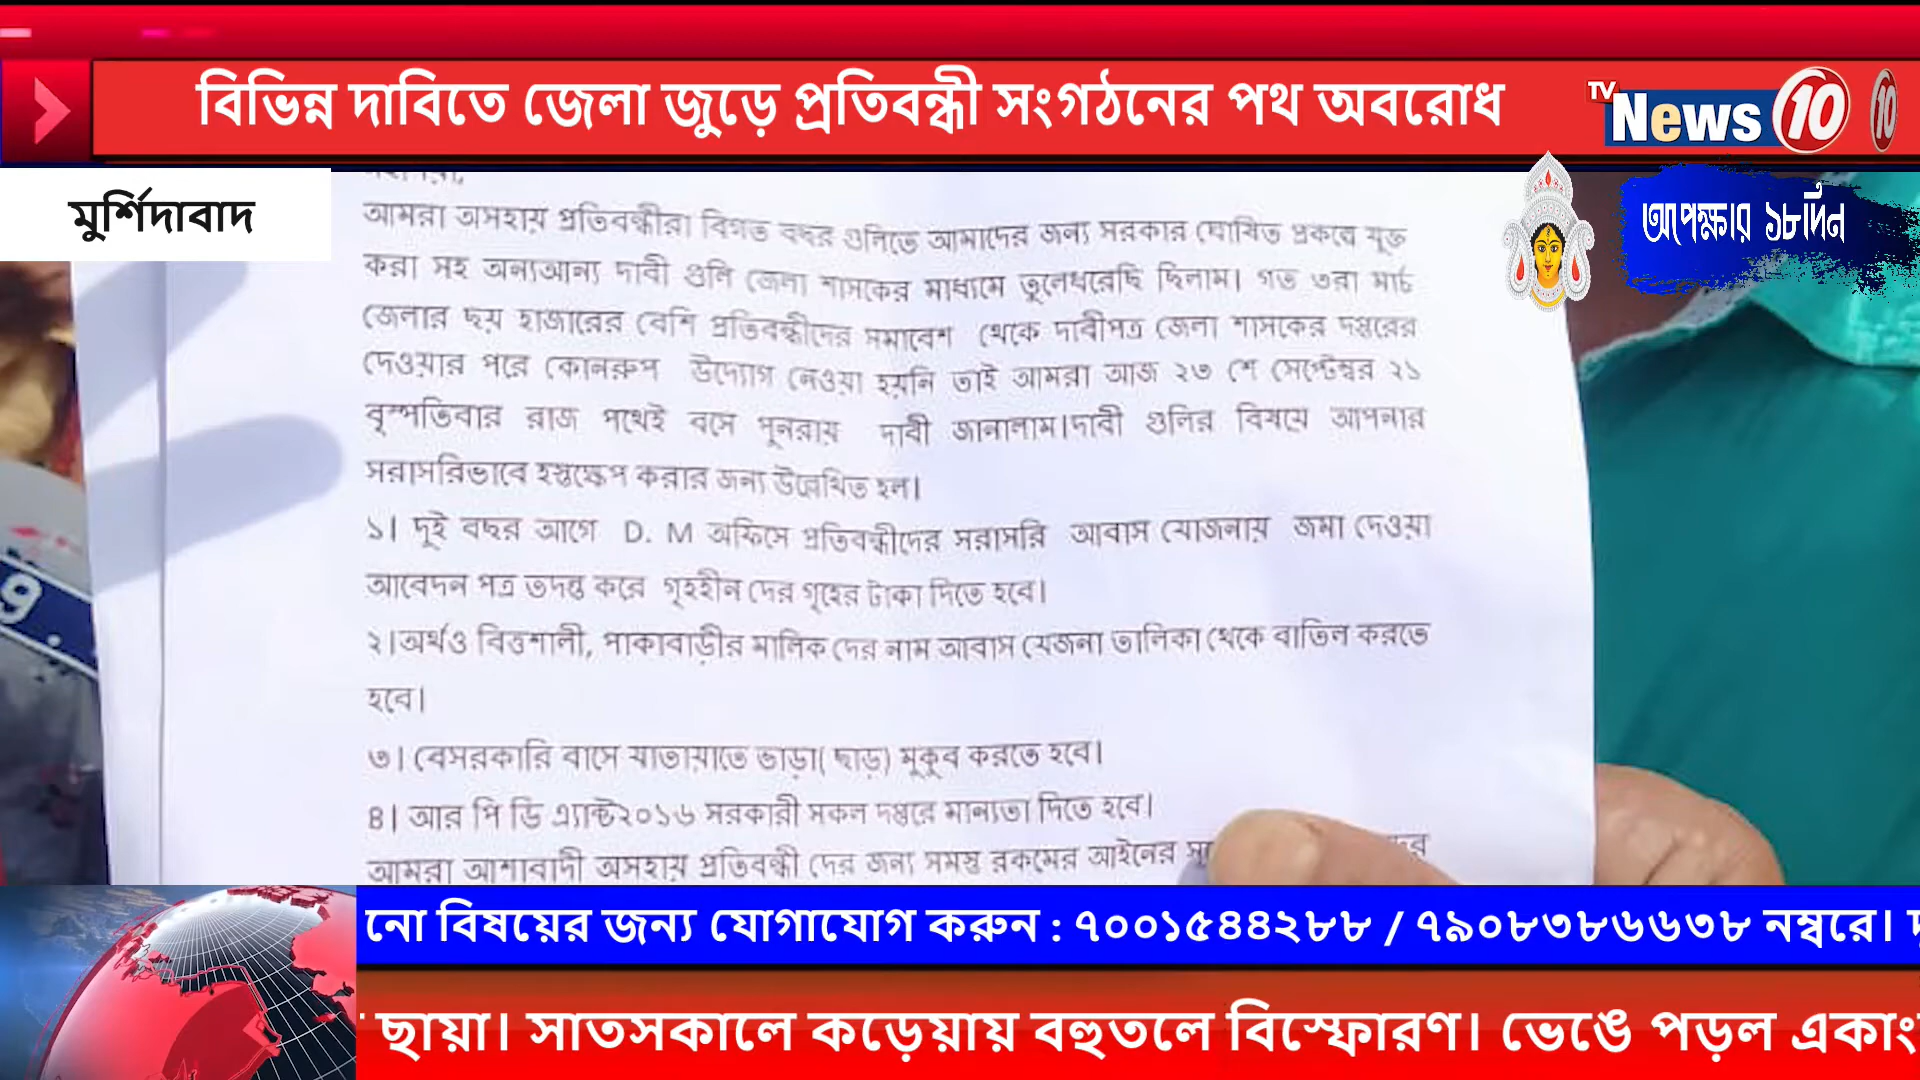 বিভিন্ন দাবিতে জেলা জুড়ে প্রতিবন্ধী সংগঠনের পথ অবরোধ
TV News 10
10
মুর্শিদাবাদ
অপেক্ষার ১৮দিন
আমরা অসহায় প্রতিবন্ধীরা বিগত বছর গুলিতে আমাদের জন্য সরকার ঘোষিত প্রকল্পে যুক্ত
করা সহ অন্যআন্য দাবী গুলি জেলা শাসকের মাধ্যমে তুলেধরেছি ছিলাম। গত ৩রা মার্চ
জেলার ছয় হাজারের বেশি প্রতিবন্ধীদের সমাবেশ থেকে দাবীপত্র জেলা শাসকের দপ্তরের
দেওয়ার পরে কোনরুপ উদ্যোগ নেওয়া হয়নি তাই আমরা আজ ২৩ শে সেপ্টেম্বর ২১
বৃস্পতিবার রাজ পথেই বসে পুনরায় দাবী জানালাম।দাবী গুলির বিষয়ে আপনার
সরাসরিভাবে হস্তক্ষেপ করার জন্য উল্লেখিত হল।
১। দুই বছর আগে D. M অফিসে প্রতিবন্ধীদের সরাসরি আবাস যোজনায় জমা দেওয়া
আবেদন পত্র তদন্ত করে গৃহহীন দের গৃহের টাকা দিতে হবে।
২।অর্থও বিত্তশালী, পাকাবাড়ীর মালিক দের নাম আবাস যেজনা তালিকা থেকে বাতিল করতে
হবে।
৩। বেসরকারি বাসে যাতায়াতে ভাড়া( ছাড়) মুকুব করতে হবে।
৪। আর পি ডি এ্যাক্ট২০১৬ সরকারী সকল দপ্তরে মান্যতা দিতে হবে।
আমরা আশাবাদী অসহায় প্রতিবন্ধী দের জন্য সমস্ত রকমের আইনের
নো বিষয়ের জন্য যোগাযোগ করুন : ৭০০১৫৪৪২৮৮ / ৭৯০৮৩৮৬৬৩৮ নম্বরে।
ছায়া। সাতসকালে কড়েয়ায় বহুতলে বিস্ফোরণ। ভেঙে পড়ল একাং